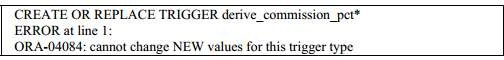 CREATE OR REPLACE TRIGGER derive_commission_pct*
ERROR at line 1:
ORA-04084: cannot change NEW values for this trigger type